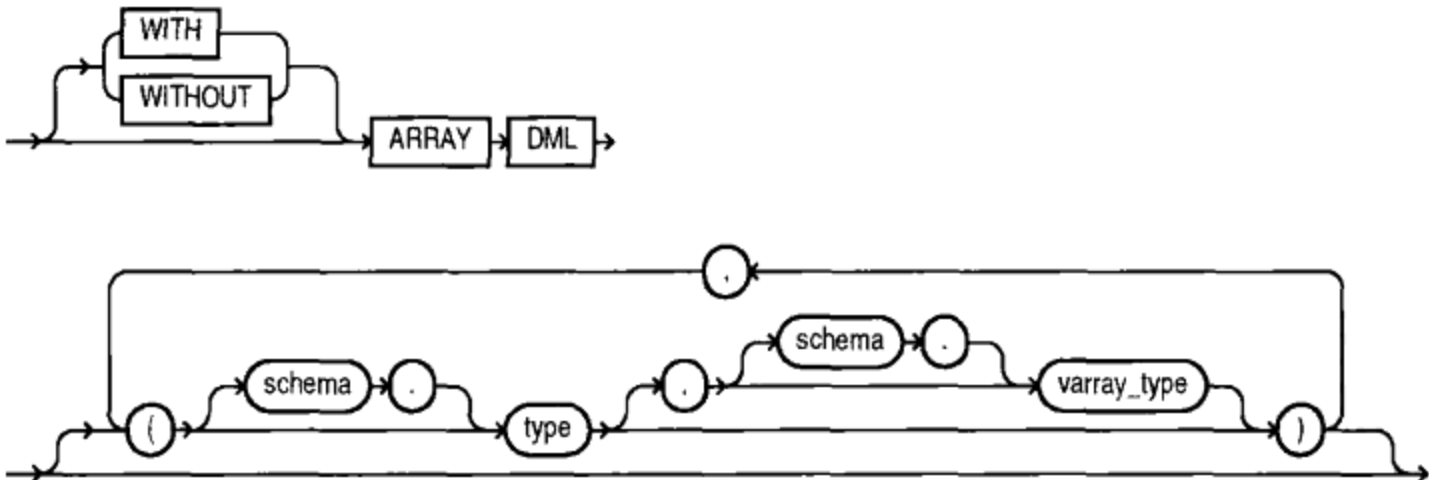 WITH
WITHOUT
ARRAY DML
,
schema .
schema . , varray_type
( type )